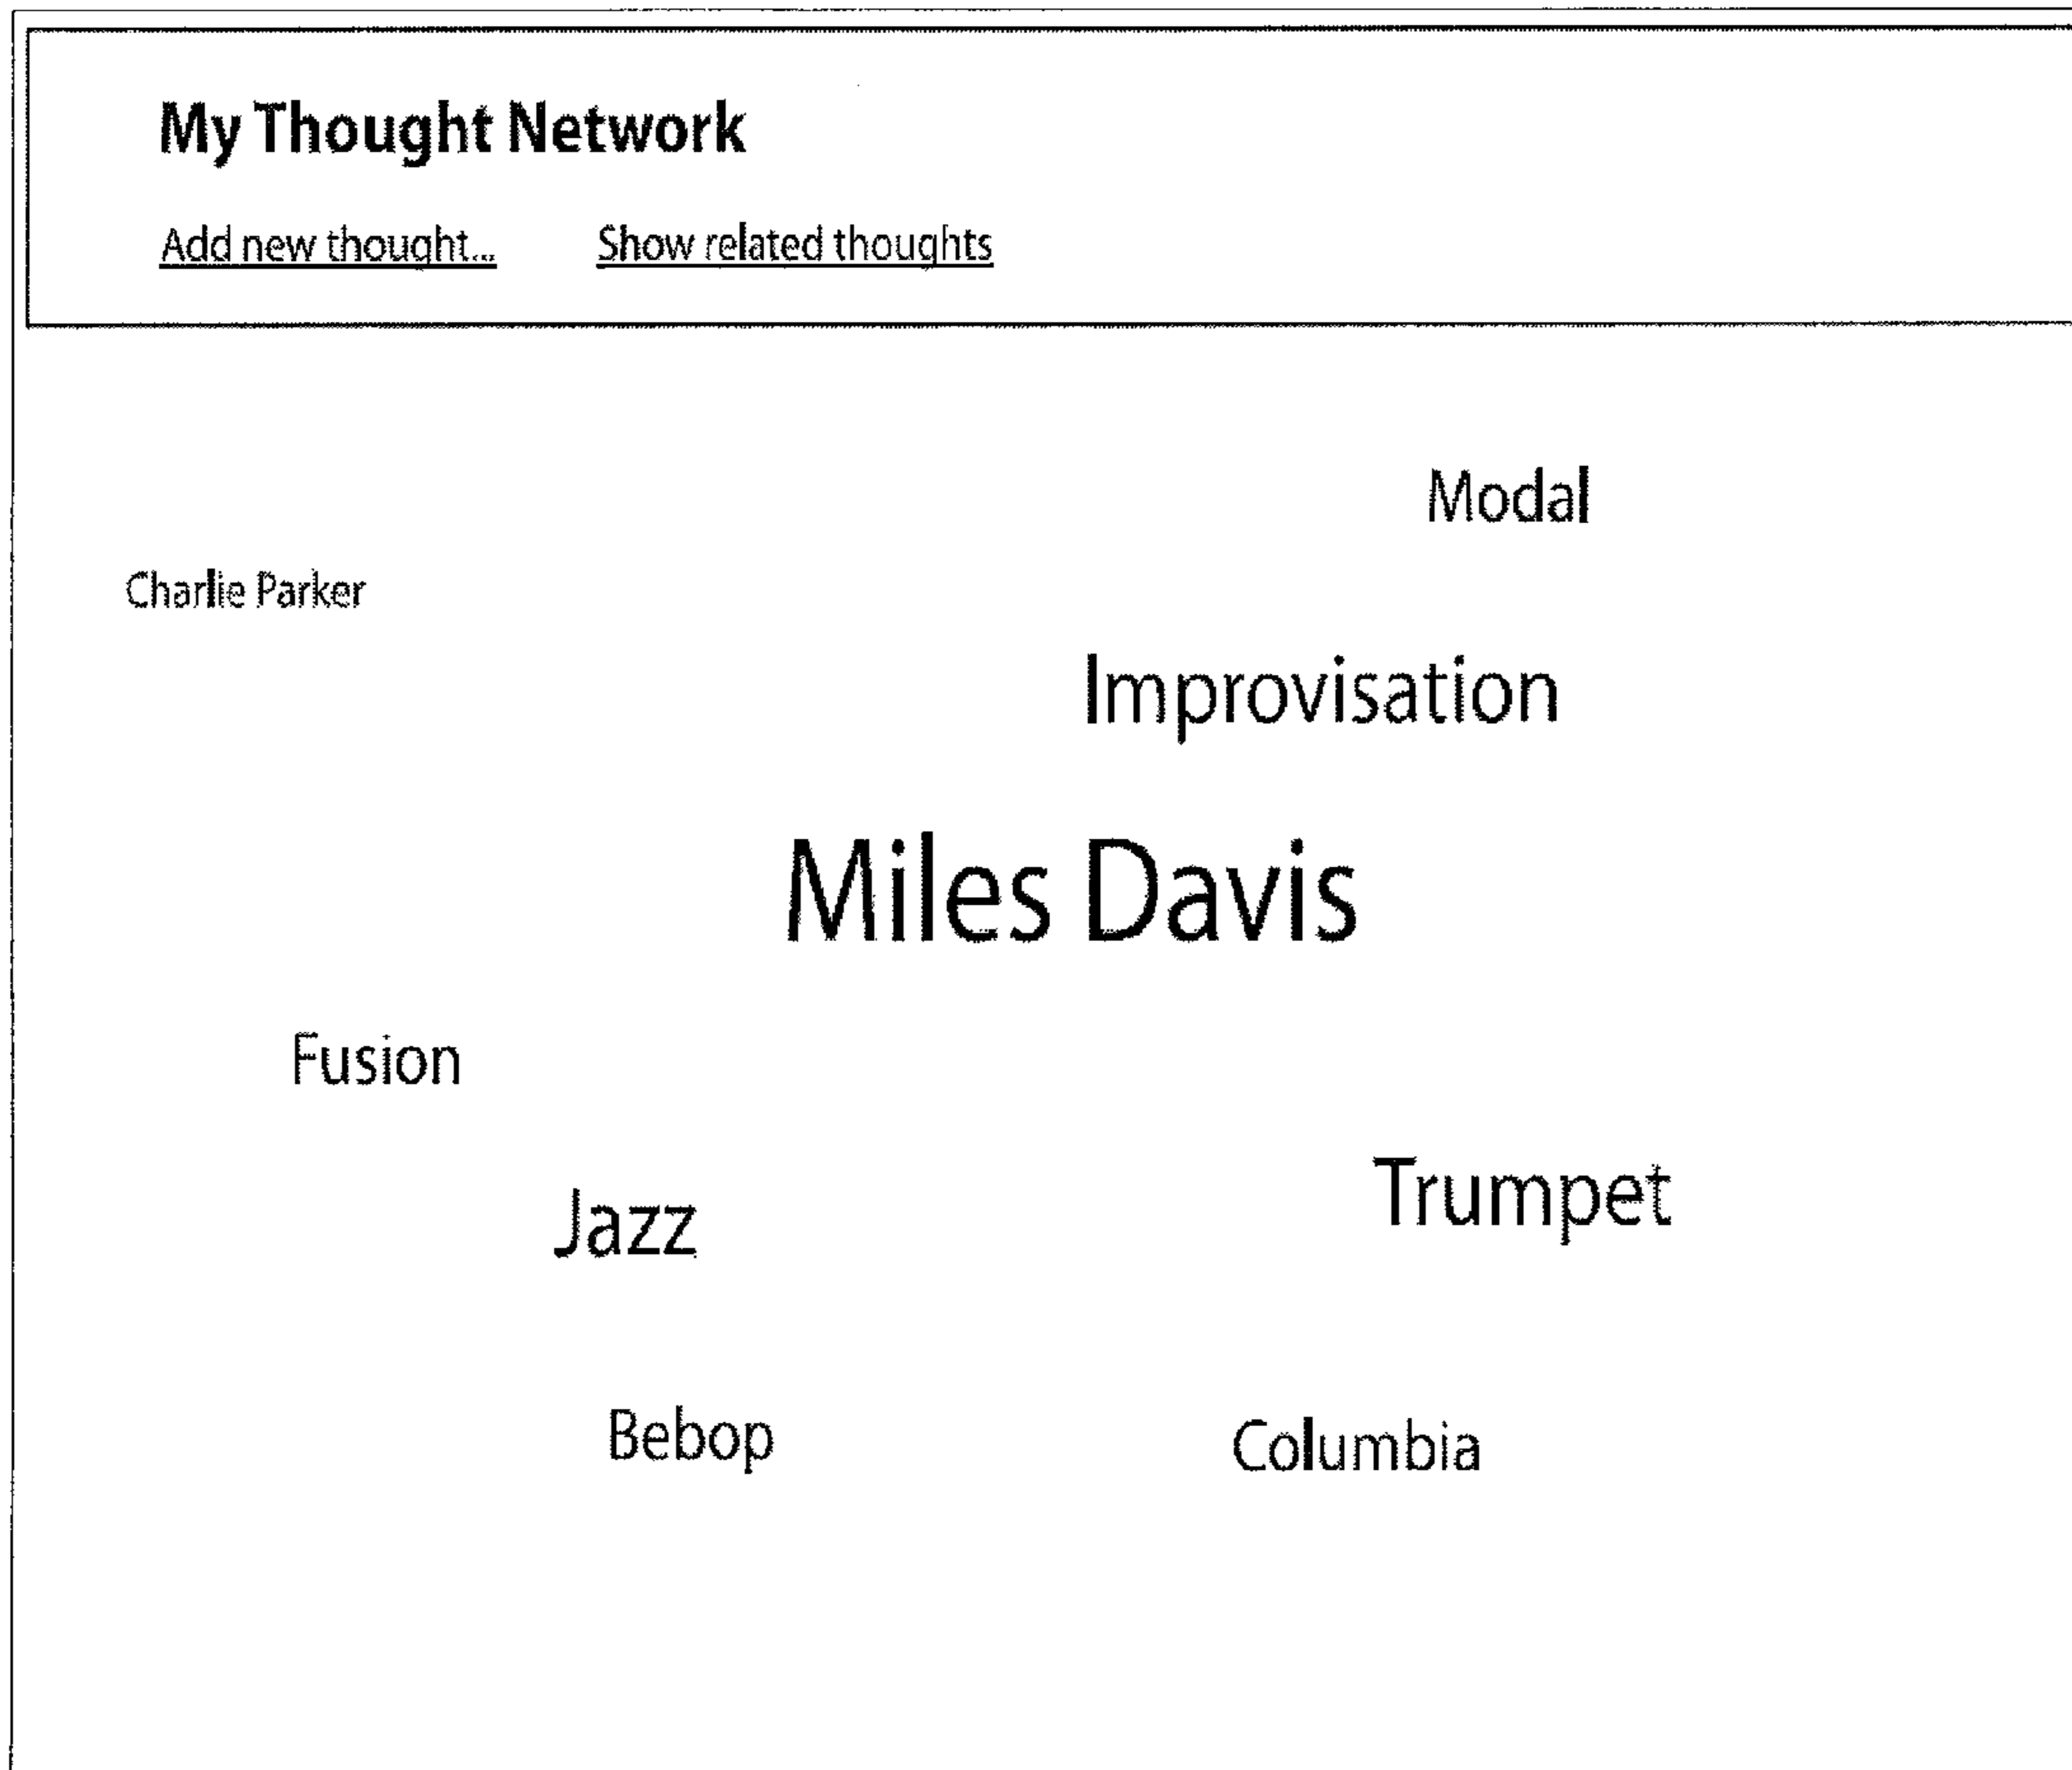 My Thought Network
Add new thought... Show related thoughts
Modal
Charlie Parker
Improvisation
Miles Davis
Fusion
Trumpet
Jazz
Bebop
Columbia